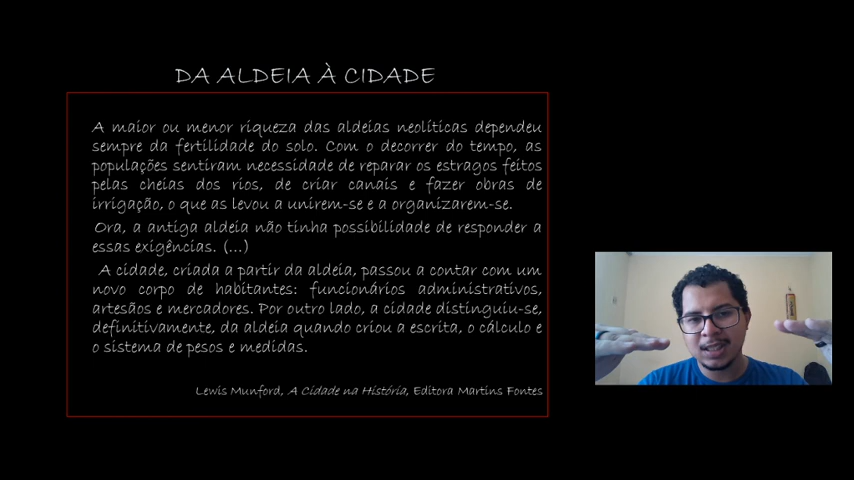 DA ALDEIA À CIDADE
A maior ou menor riqueza das aldeias neolíticas dependeu
sempre da fertilidade do solo. Com o decorrer do tempo, as
populações sentiram necessidade de reparar os estragos feitos
pelas cheias dos rios, de criar canais e fazer obras de
irrigação, o que as levou a unirem-se e a organizarem-se.
Ora, a antiga aldeia não tinha possibilidade de responder a
essas exigências. (...)
A cidade, criada a partir da aldeia, passou a contar com um
novo corpo de habitantes: funcionários administrativos,
artesãos e mercadores. Por outro lado, a cidade distinguiu-se,
definitivamente, da aldeia quando criou a escrita, o cálculo e
o sistema de pesos e medidas.
Lewis Munford, A Cidade na História, Editora Martins Fontes